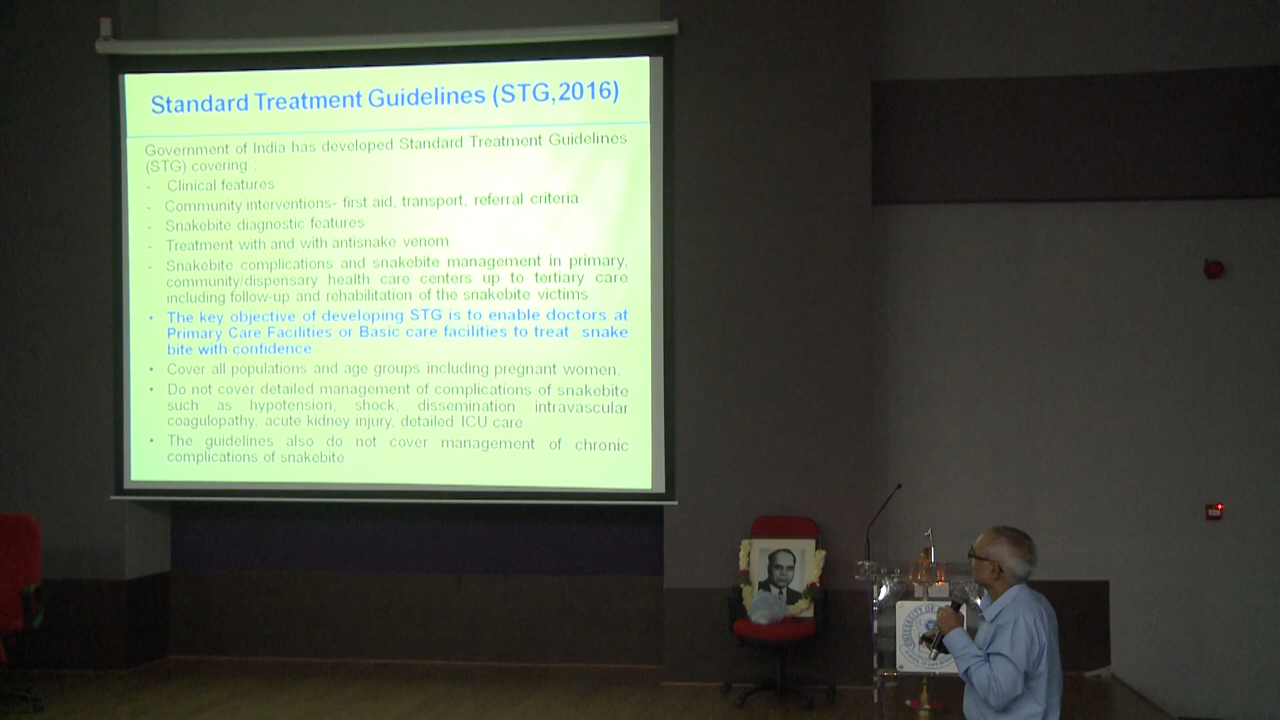 Standard Treatment Guidelines (STG,2016)
Government of India has developed Standard Treatment Guidelines
(STG) covering :
- Clinical features
- Community interventions- first aid, transport, referral criteria
- Snakebite diagnostic features
- Treatment with and with antisnake venom
- Snakebite complications and snakebite management in primary,
community/dispensary health care centers up to tertiary care
including follow-up and rehabilitation of the snakebite victims
• The key objective of developing STG is to enable doctors at
Primary Care Facilities or Basic care facilities to treat snake
bite with confidence
• Cover all populations and age groups including pregnant women.
• Do not cover detailed management of complications of snakebite
such as hypotension, shock, dissemination intravascular
coagulopathy, acute kidney injury, detailed ICU care
• The guidelines also do not cover management of chronic
complications of snakebite
UNIVERSITY OF